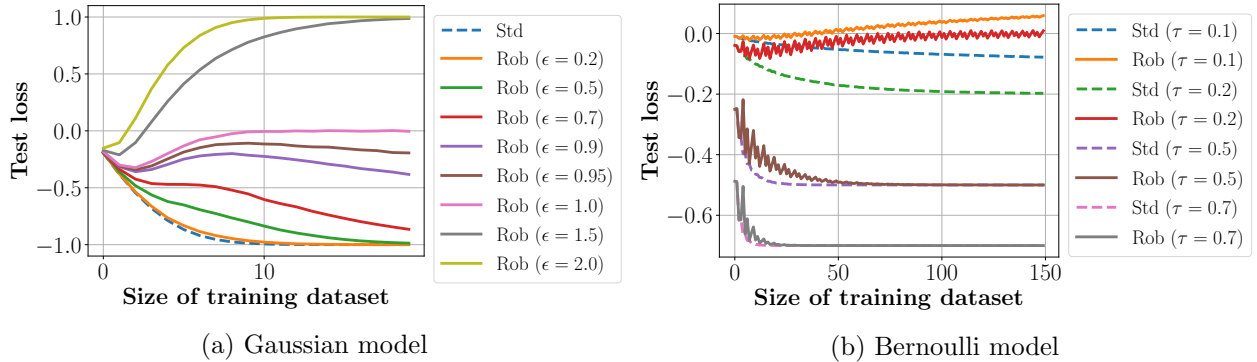 1.0
0.5
0.0
−0.5
−1.0
Test loss
0
10
Size of training dataset
Std
Rob (ϵ = 0.2)
Rob (ϵ = 0.5)
Rob (ϵ = 0.7)
Rob (ϵ = 0.9)
Rob (ϵ = 0.95)
Rob (ϵ = 1.0)
Rob (ϵ = 1.5)
Rob (ϵ = 2.0)
(a) Gaussian model
0.0
−0.2
−0.4
−0.6
Test loss
0
50
100
150
Size of training dataset
Std (τ = 0.1)
Rob (τ = 0.1)
Std (τ = 0.2)
Rob (τ = 0.2)
Std (τ = 0.5)
Rob (τ = 0.5)
Std (τ = 0.7)
Rob (τ = 0.7)
(b) Bernoulli model